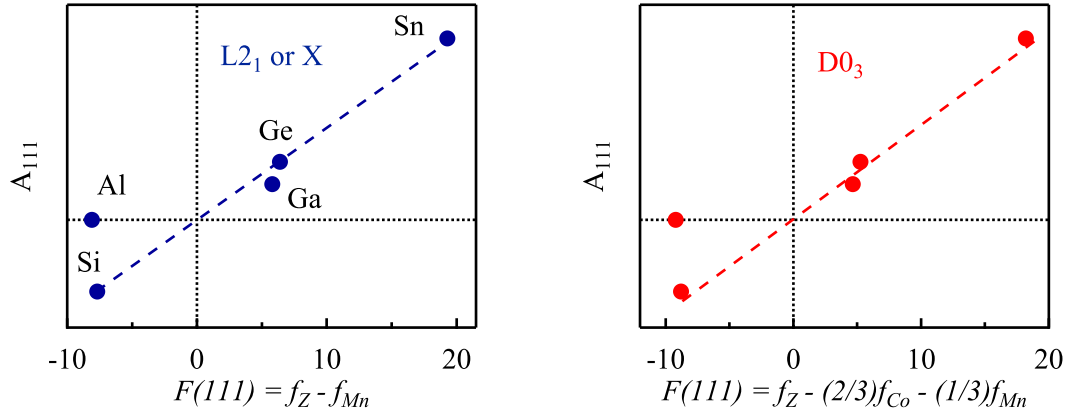 Sn
L2₁ or X
Ge
Ga
Al
Si
A₁₁₁
-10 0 10 20
F(111) = f_Z - f_Mn
D0₃
A₁₁₁
-10 0 10 20
F(111) = f_Z - (2/3)f_Co - (1/3)f_Mn